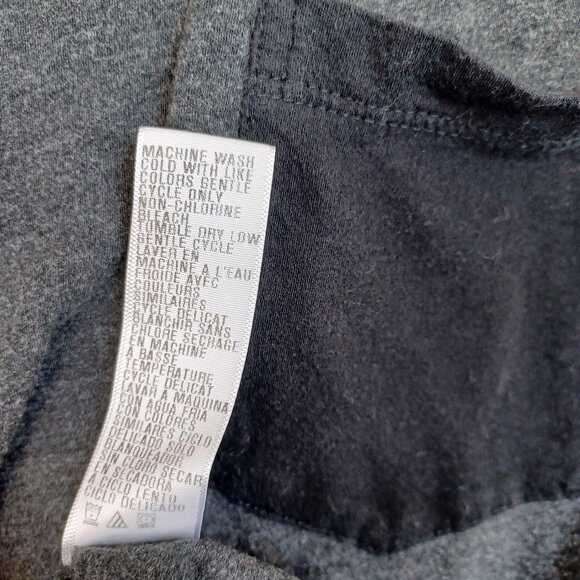 MACHINE WASH
COLD WITH LIKE
COLORS GENTLE
CYCLE ONLY
NON-CHLORINE
BLEACH
TUMBLE DRY LOW
GENTLE CYCLE
LAVER EN
MACHINE A L'EAU
FROIDE AVEC
COULEURS
SIMILAIRES
CYCLE DELICAT
BLANCHIR SANS
CHLORE SECHAGE
EN MACHINE
A BASSE
TEMPERATURE
CYCLE DELICAT
LAVAR A MAQUINA
CON AGUA FRIA
CON COLORES
SIMILARES CICLO
DELICADO SOLO
BLANQUEADOR
SIN CLORO SECAR
EN SECADORA
A CICLO LENTO
CICLO DELICADO